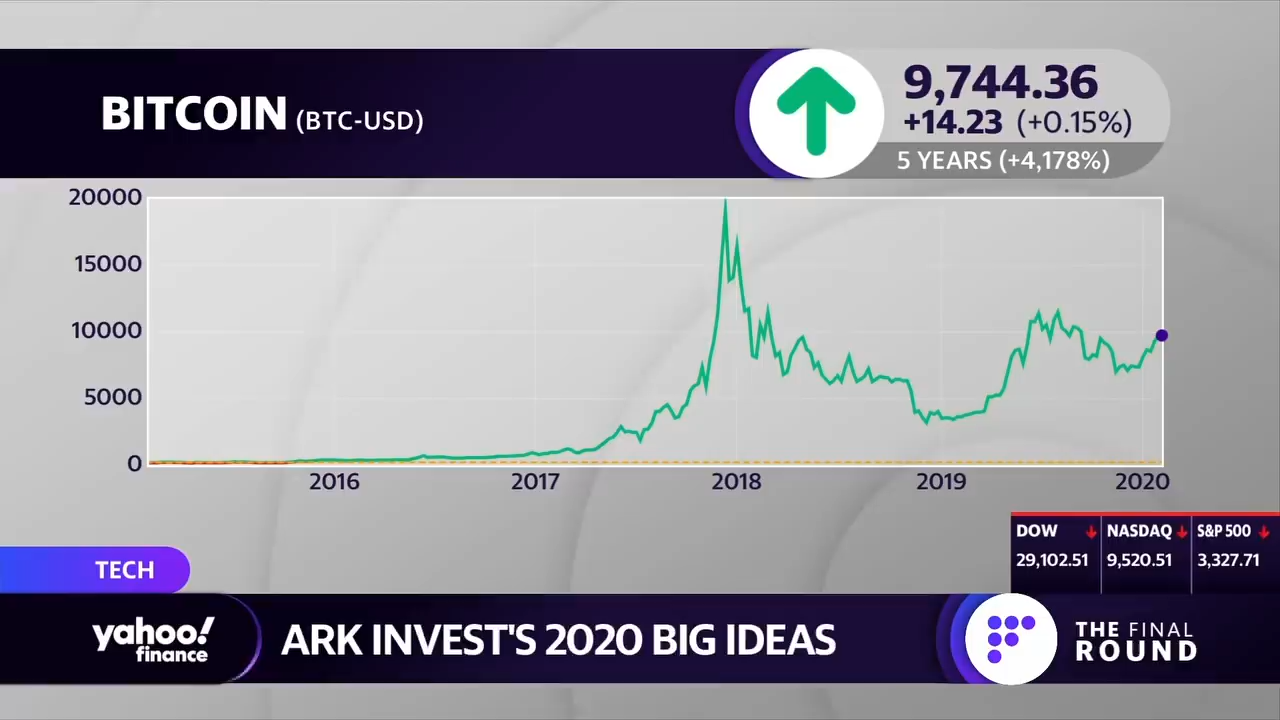 BITCOIN (BTC-USD)
9,744.36
+14.23 (+0.15%)
5 YEARS (+4,178%)
20000
15000
10000
5000
0
2016 2017 2018 2019 2020
DOW NASDAQ S&P 500
29,102.51 9,520.51 3,327.71
TECH
yahoo!
finance
ARK INVEST'S 2020 BIG IDEAS
THE FINAL
ROUND